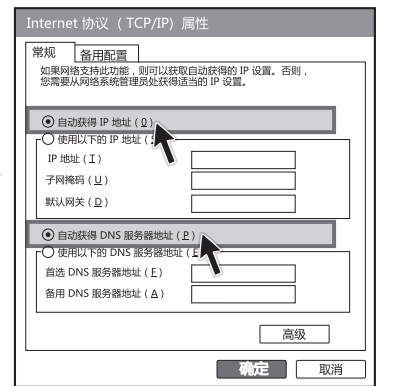 Internet 协议 （TCP/IP) 属性
常规 备用配置
如果网络支持此功能，则可以获取自动获得的 IP 设置。否则，
您需要从网络系统管理员处获得适当的 IP 设置。
自动获得 IP 地址 ( O )
使用以下的 IP 地址 (
IP 地址 ( I )
子网掩码 ( U )
默认网关 ( D )
自动获得 DNS 服务器地址 ( P )
使用以下的 DNS 服务器地址 (
首选 DNS 服务器地址 ( F )
备用 DNS 服务器地址 ( A )
高级
确定 取消